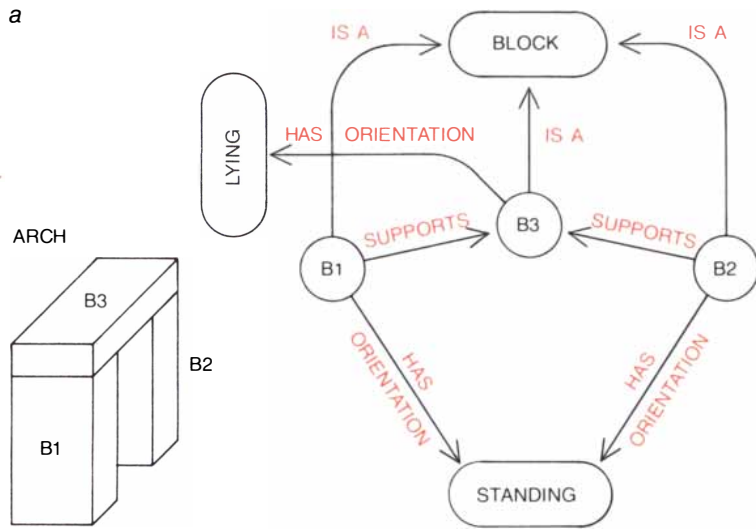 a
IS A
BLOCK
IS A
LYING
HAS ORIENTATION
IS A
B3
SUPPORTS
SUPPORTS
B1
B2
ARCH
B3
B2
B1
HAS
ORIENTATION
HAS
ORIENTATION
STANDING